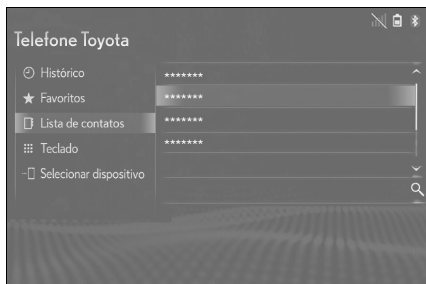 Telefone Toyota
Histórico
Favoritos
Lista de contatos
Teclado
Selecionar dispositivo
*******
*******
*******
*******